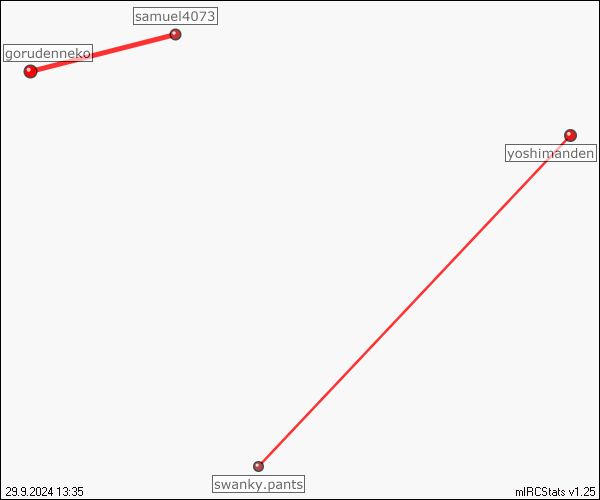 samuel4073
gorudenneko
yoshimanden
swanky.pants
29.9.2024 13:35
mIRCStats v1.25